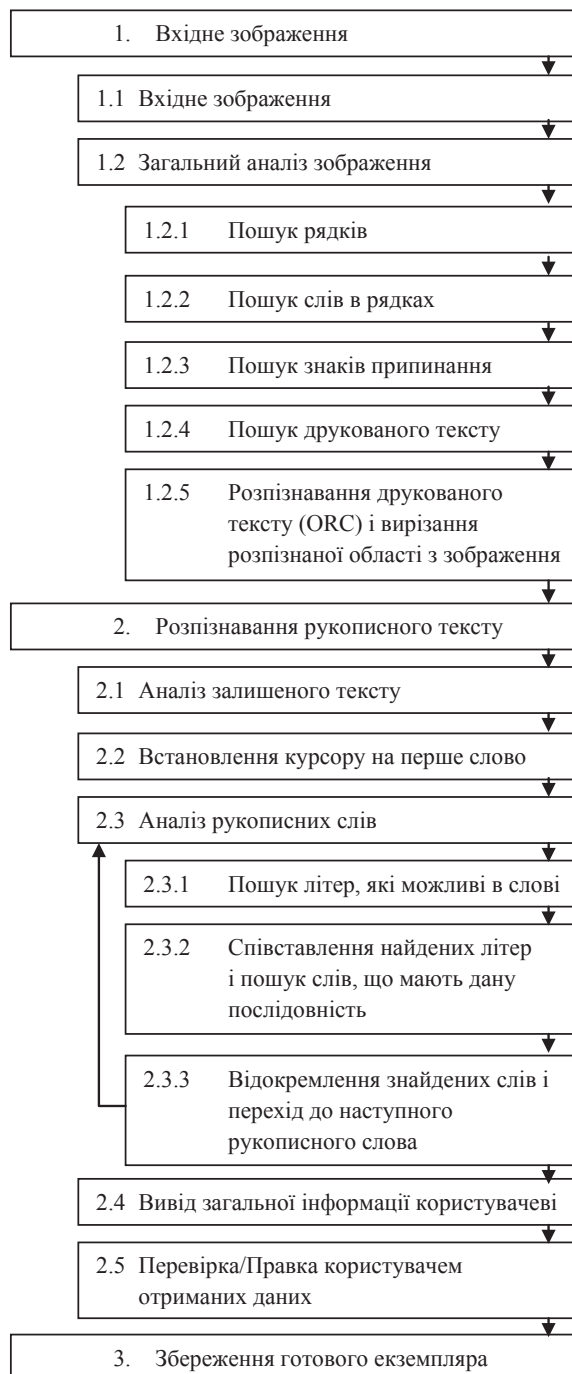 1. Вхідне зображення
1.1 Вхідне зображення
1.2 Загальний аналіз зображення
1.2.1 Пошук рядків
1.2.2 Пошук слів в рядках
1.2.3 Пошук знаків припинання
1.2.4 Пошук друкованого тексту
1.2.5 Розпізнавання друкованого
тексту (ORC) і вирізання
розпізнаної області з зображення
2. Розпізнавання рукописного тексту
2.1 Аналіз залишеного тексту
2.2 Встановлення курсору на перше слово
2.3 Аналіз рукописних слів
2.3.1 Пошук літер, які можливі в слові
2.3.2 Співставлення найдених літер
і пошук слів, що мають дану
послідовність
2.3.3 Відокремлення знайдених слів і
перехід до наступного
рукописного слова
2.4 Вивід загальної інформації користувачеві
2.5 Перевірка/Правка користувачем
отриманих даних
3. Збереження готового екземпляра